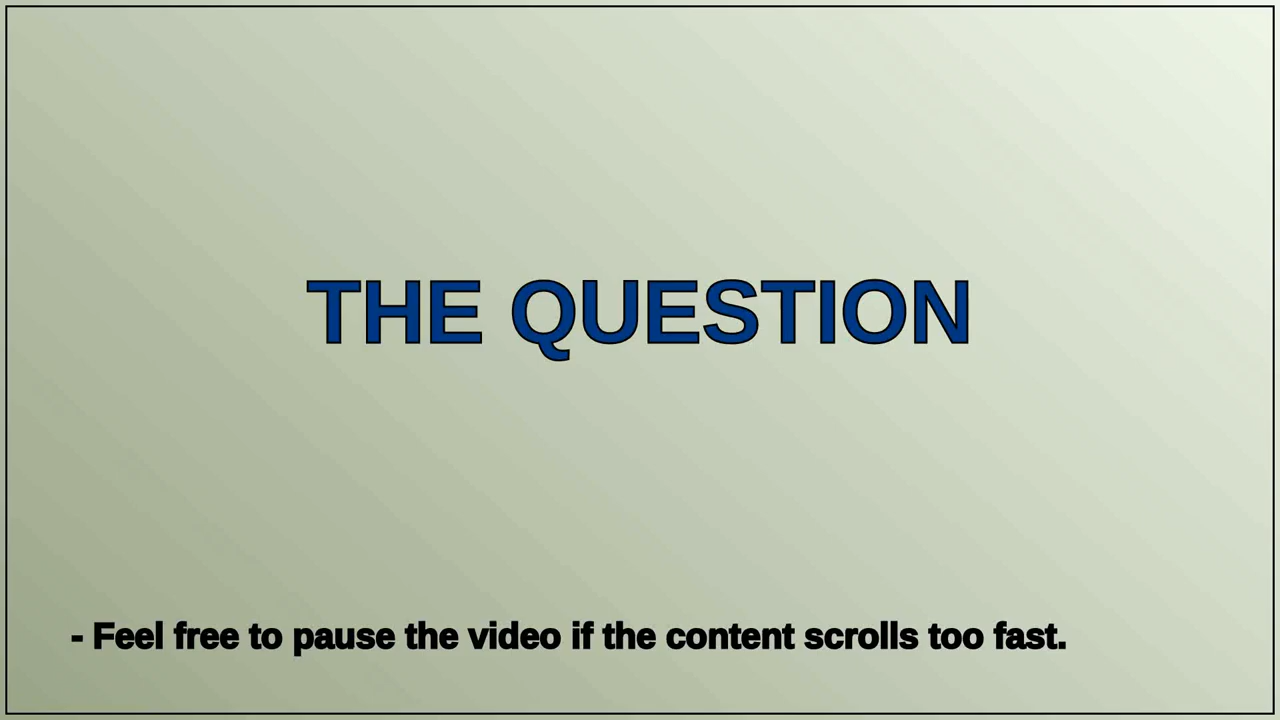 THE QUESTION
- Feel free to pause the video if the content scrolls too fast.